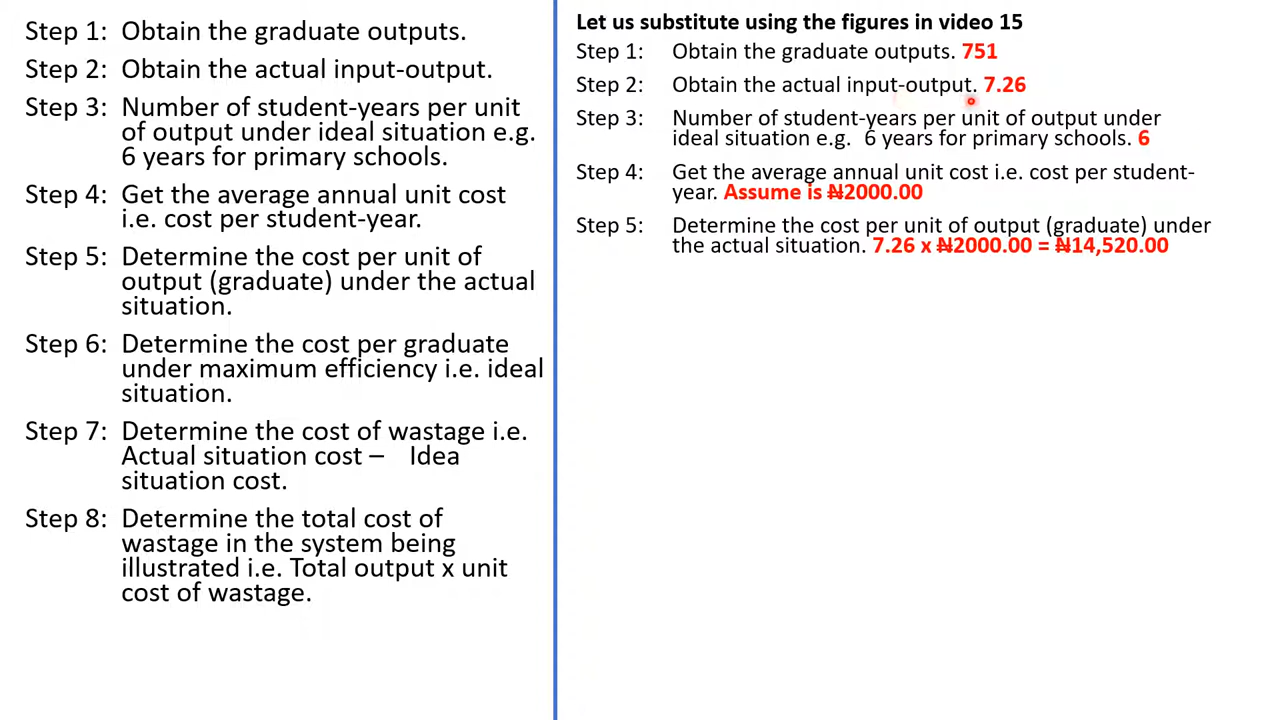 Step 1: Obtain the graduate outputs.
Step 2: Obtain the actual input-output.
Step 3: Number of student-years per unit
of output under ideal situation e.g.
6 years for primary schools.
Step 4: Get the average annual unit cost
i.e. cost per student-year.
Step 5: Determine the cost per unit of
output (graduate) under the actual
situation.
Step 6: Determine the cost per graduate
under maximum efficiency i.e. ideal
situation.
Step 7: Determine the cost of wastage i.e.
Actual situation cost – Idea
situation cost.
Step 8: Determine the total cost of
wastage in the system being
illustrated i.e. Total output x unit
cost of wastage.
Let us substitute using the figures in video 15
Step 1: Obtain the graduate outputs. 751
Step 2: Obtain the actual input-output. 7.26
Step 3: Number of student-years per unit of output under
ideal situation e.g. 6 years for primary schools. 6
Step 4: Get the average annual unit cost i.e. cost per student-
year. Assume is ₦2000.00
Step 5: Determine the cost per unit of output (graduate) under
the actual situation. 7.26 x ₦2000.00 = ₦14,520.00